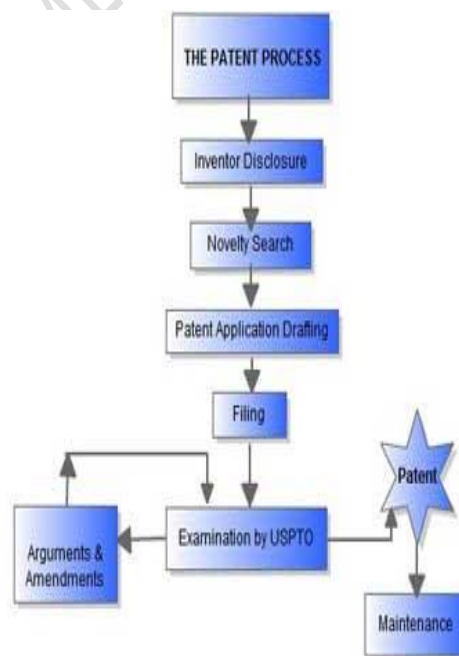 THE PATENT PROCESS
Inventor Disclosure
Novelty Search
Patent Application Drafting
Filing
Patent
Examination by USPTO
Arguments &
Amendments
Maintenance